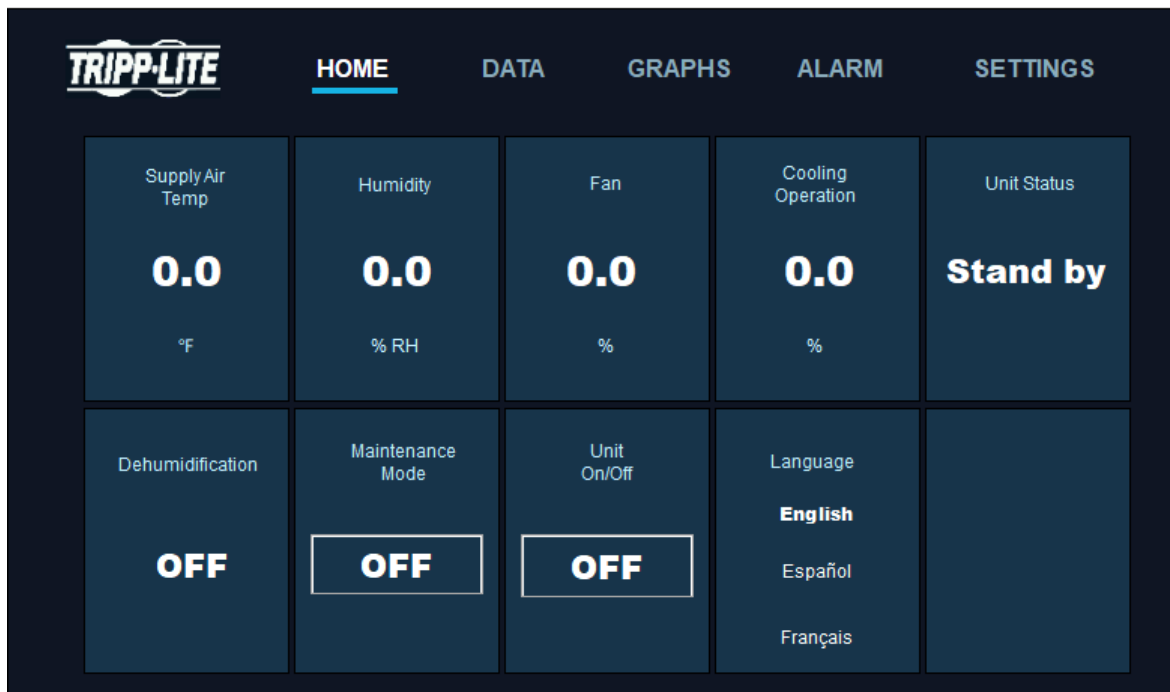 TRIPP·LITE
HOME DATA GRAPHS ALARM SETTINGS
Supply Air
Temp
0.0
°F
Humidity
0.0
% RH
Fan
0.0
%
Cooling
Operation
0.0
%
Unit Status
Stand by
Dehumidification
OFF
Maintenance
Mode
OFF
Unit
On/Off
OFF
Language
English
Español
Français